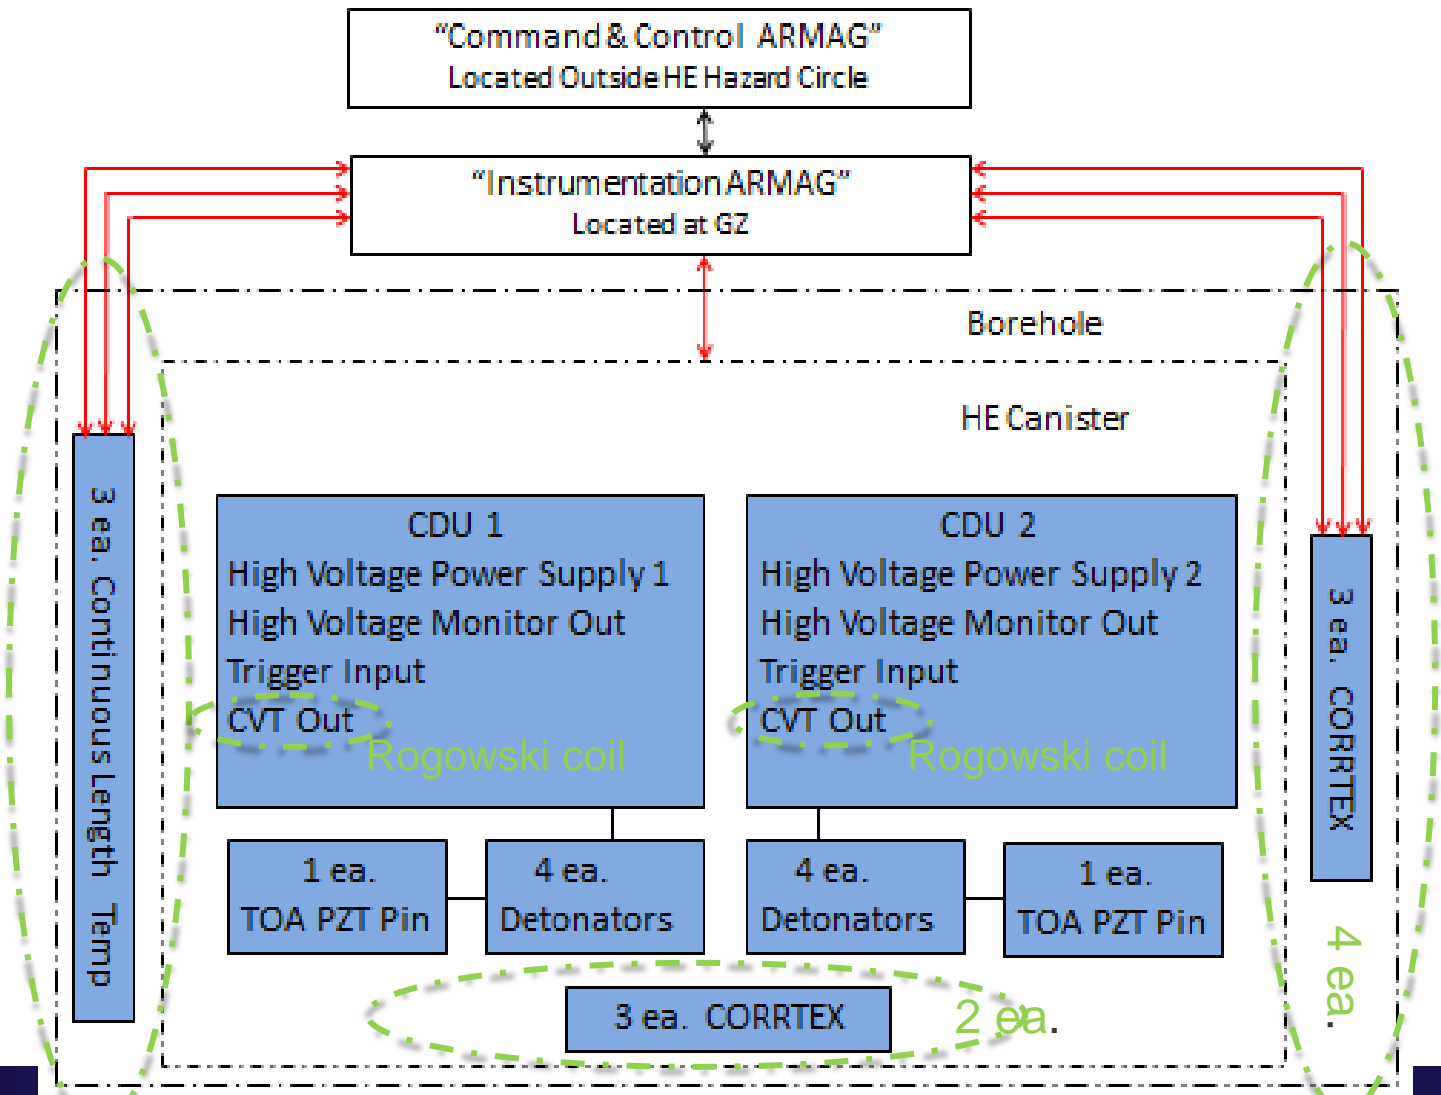 “Command & Control ARMAG”
Located Outside HE Hazard Circle
“Instrumentation ARMAG”
Located at GZ
Borehole
HE Canister
3 ea. Continuous Length Temp
CDU 1
High Voltage Power Supply 1
High Voltage Monitor Out
Trigger Input
CVT Out
Rogowski coil
CDU 2
High Voltage Power Supply 2
High Voltage Monitor Out
Trigger Input
CVT Out
Rogowski coil
3 ea. CORRTEX
4 ea.
1 ea.
TOA PZT Pin
4 ea.
Detonators
4 ea.
Detonators
1 ea.
TOA PZT Pin
3 ea. CORRTEX
2 ea.